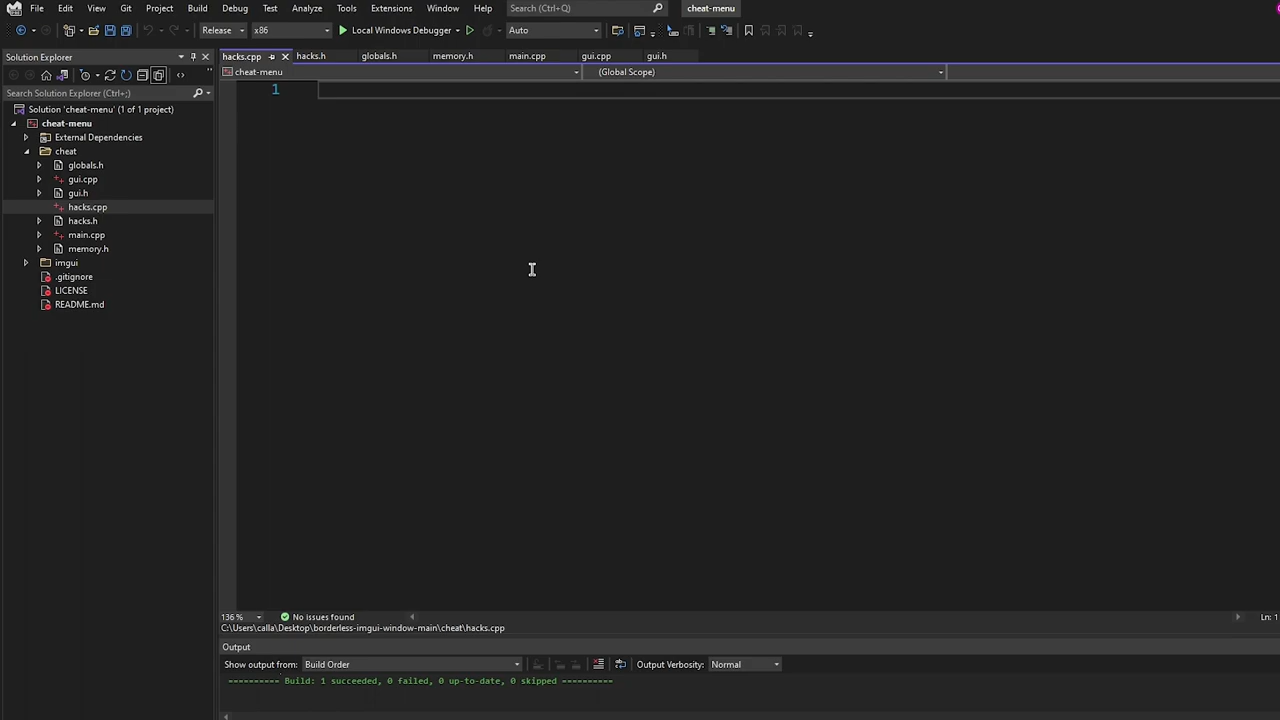 File Edit View Git Project Build Debug Test Analyze Tools Extensions Window Help Search (Ctrl+Q) cheat-menu
Release x86 Local Windows Debugger Auto
Solution Explorer
hacks.cpp hacks.h globals.h memory.h main.cpp gui.cpp gui.h
cheat-menu (Global Scope)
Search Solution Explorer (Ctrl+;)
1
Solution 'cheat-menu' (1 of 1 project)
cheat-menu
External Dependencies
cheat
globals.h
gui.cpp
gui.h
hacks.cpp
hacks.h
main.cpp
memory.h
imgui
.gitignore
LICENSE
README.md
136 % No issues found Ln: 1
C:\Users\calla\Desktop\borderless-imgui-window-main\cheat\hacks.cpp
Output
Show output from: Build Order Output Verbosity: Normal
========== Build: 1 succeeded, 0 failed, 0 up-to-date, 0 skipped ==========